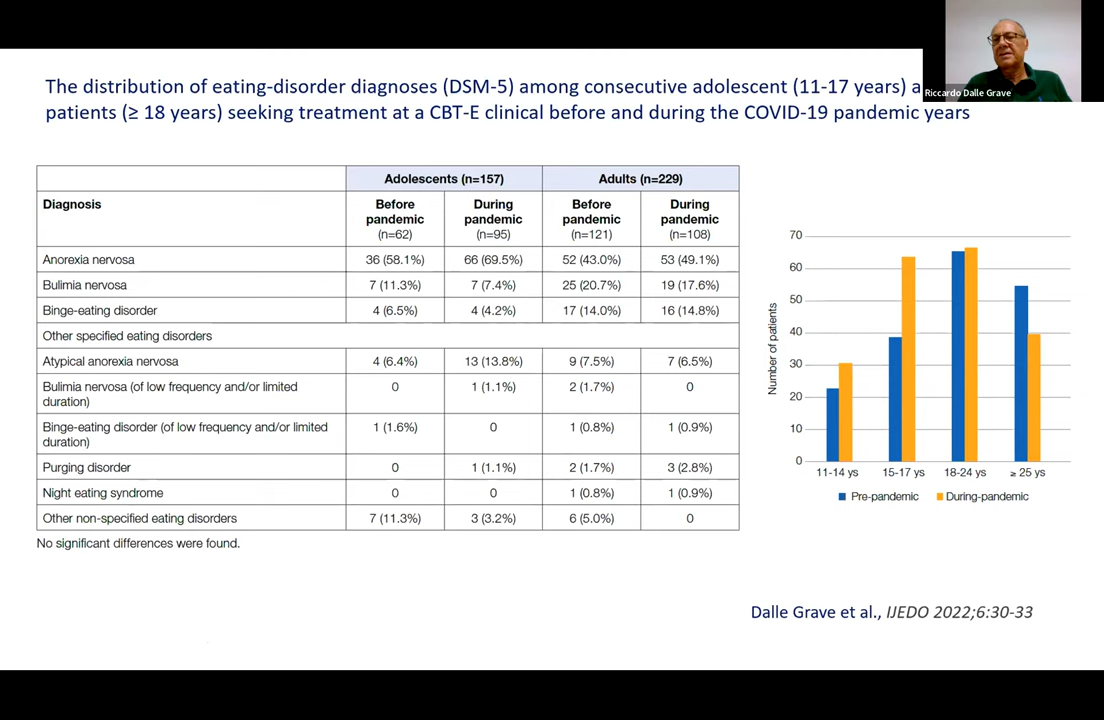 Riccardo Dalle Grave
The distribution of eating-disorder diagnoses (DSM-5) among consecutive adolescent (11-17 years) a
patients (≥ 18 years) seeking treatment at a CBT-E clinical before and during the COVID-19 pandemic years
Adolescents (n=157) Adults (n=229)
Diagnosis Before During Before During
pandemic pandemic pandemic pandemic
(n=62) (n=95) (n=121) (n=108)
Anorexia nervosa 36 (58.1%) 66 (69.5%) 52 (43.0%) 53 (49.1%)
Bulimia nervosa 7 (11.3%) 7 (7.4%) 25 (20.7%) 19 (17.6%)
Binge-eating disorder 4 (6.5%) 4 (4.2%) 17 (14.0%) 16 (14.8%)
Other specified eating disorders
Atypical anorexia nervosa 4 (6.4%) 13 (13.8%) 9 (7.5%) 7 (6.5%)
Bulimia nervosa (of low frequency and/or limited 0 1 (1.1%) 2 (1.7%) 0
duration)
Binge-eating disorder (of low frequency and/or limited 1 (1.6%) 0 1 (0.8%) 1 (0.9%)
duration)
Purging disorder 0 1 (1.1%) 2 (1.7%) 3 (2.8%)
Night eating syndrome 0 0 1 (0.8%) 1 (0.9%)
Other non-specified eating disorders 7 (11.3%) 3 (3.2%) 6 (5.0%) 0
No significant differences were found.
Number of patients
70
60
50
40
30
20
10
0
11-14 ys 15-17 ys 18-24 ys ≥ 25 ys
Pre-pandemic During-pandemic
Dalle Grave et al., IJEDO 2022;6:30-33